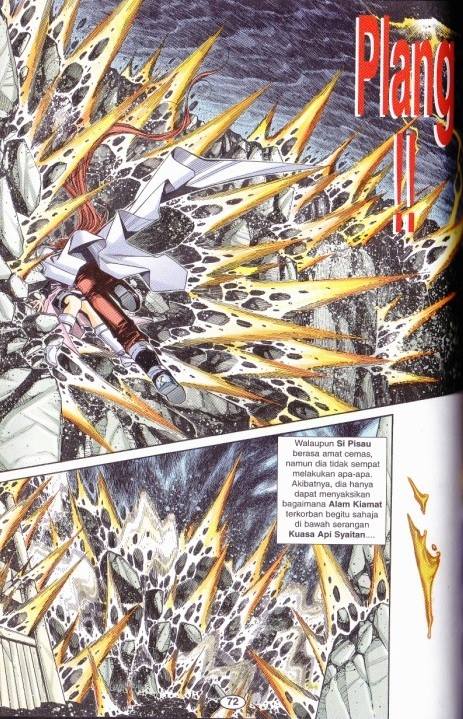 Plang
!!
Walaupun Si Pisau
berasa amat cemas,
namun dia tidak sempat
melakukan apa-apa.
Akibatnya, dia hanya
dapat menyaksikan
bagaimana Alam Kiamat
terkorban begitu sahaja
di bawah serangan
Kuasa Api Syaitan....
72